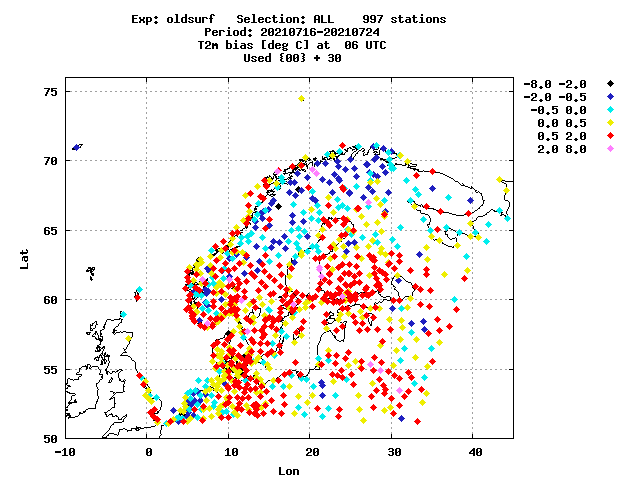 Exp: oldsurf   Selection: ALL    997 stations
Period: 20210716-20210724
T2m bias [deg C] at  06 UTC
Used {00} + 30
-8.0 -2.0
-2.0 -0.5
-0.5 0.0
0.0 0.5
0.5 2.0
2.0 8.0
75
70
65
60
55
50
Lat
-10 0 10 20 30 40
Lon